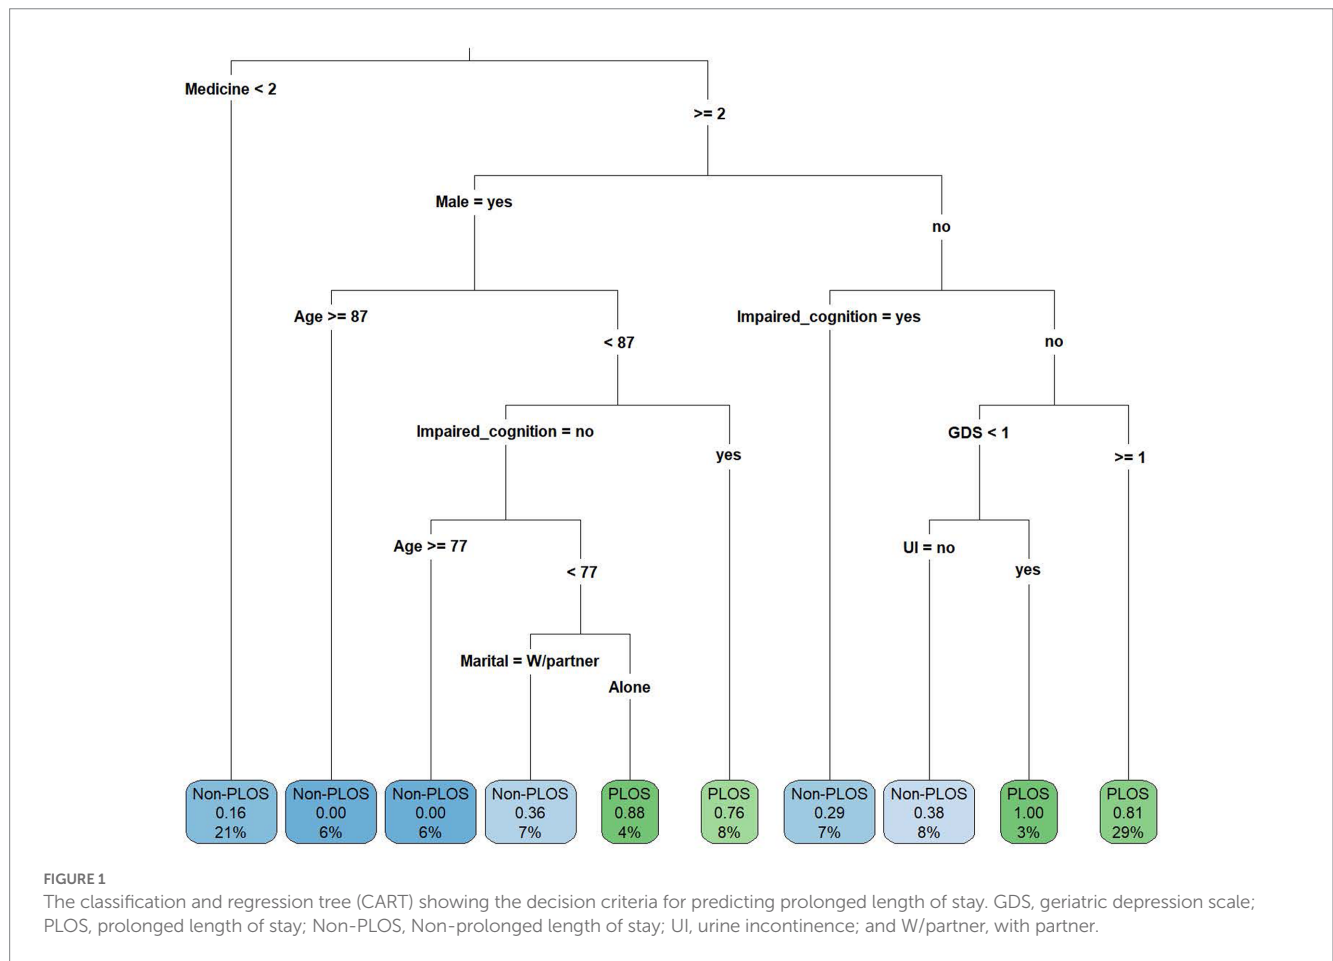 Medicine < 2
>= 2
Male = yes
no
Age >= 87
Impaired_cognition = yes
< 87
no
Impaired_cognition = no
GDS < 1
yes
>= 1
Age >= 77
UI = no
< 77
yes
Marital = W/partner
Alone
Non-PLOS
0.16
21%
Non-PLOS
0.00
6%
Non-PLOS
0.00
6%
Non-PLOS
0.36
7%
PLOS
0.88
4%
PLOS
0.76
8%
Non-PLOS
0.29
7%
Non-PLOS
0.38
8%
PLOS
1.00
3%
PLOS
0.81
29%
FIGURE 1
The classification and regression tree (CART) showing the decision criteria for predicting prolonged length of stay. GDS, geriatric depression scale;
PLOS, prolonged length of stay; Non-PLOS, Non-prolonged length of stay; UI, urine incontinence; and W/partner, with partner.